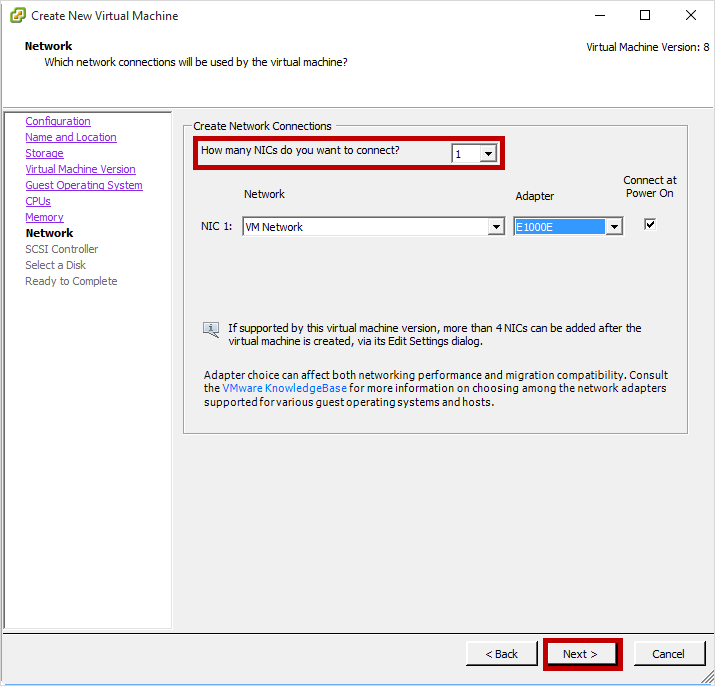 Create New Virtual Machine
Network
Which network connections will be used by the virtual machine?
Virtual Machine Version: 8
Configuration
Name and Location
Storage
Virtual Machine Version
Guest Operating System
CPUs
Memory
Network
SCSI Controller
Select a Disk
Ready to Complete
Create Network Connections
How many NICs do you want to connect?
1
Network
Adapter
Connect at
Power On
NIC 1:
VM Network
E1000E
If supported by this virtual machine version, more than 4 NICs can be added after the
virtual machine is created, via its Edit Settings dialog.
Adapter choice can affect both networking performance and migration compatibility. Consult
the VMware KnowledgeBase for more information on choosing among the network adapters
supported for various guest operating systems and hosts.
< Back
Next >
Cancel